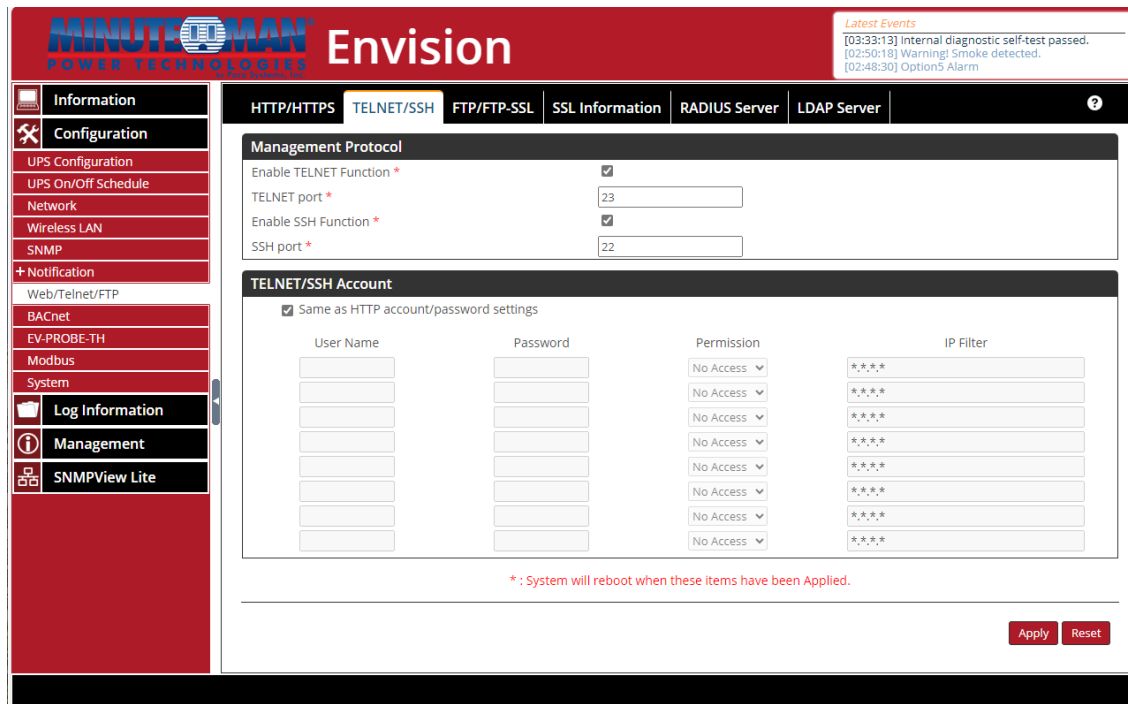 MINUTEMAN®
POWER TECHNOLOGIES
Envision
Latest Events
[03:33:13] Internal diagnostic self-test passed.
[02:50:18] Warning! Smoke detected.
[02:48:30] Option5 Alarm
Information
Configuration
UPS Configuration
UPS On/Off Schedule
Network
Wireless LAN
SNMP
+ Notification
Web/Telnet/FTP
BACnet
EV-PROBE-TH
Modbus
System
Log Information
Management
SNMPView Lite
HTTP/HTTPS TELNET/SSH FTP/FTP-SSL SSL Information RADIUS Server LDAP Server ?
Management Protocol
Enable TELNET Function *
TELNET port * 23
Enable SSH Function *
SSH port * 22
TELNET/SSH Account
Same as HTTP account/password settings
User Name Password Permission IP Filter
No Access *.*.*.*
No Access *.*.*.*
No Access *.*.*.*
No Access *.*.*.*
No Access *.*.*.*
No Access *.*.*.*
No Access *.*.*.*
No Access *.*.*.*
* : System will reboot when these items have been Applied.
Apply Reset